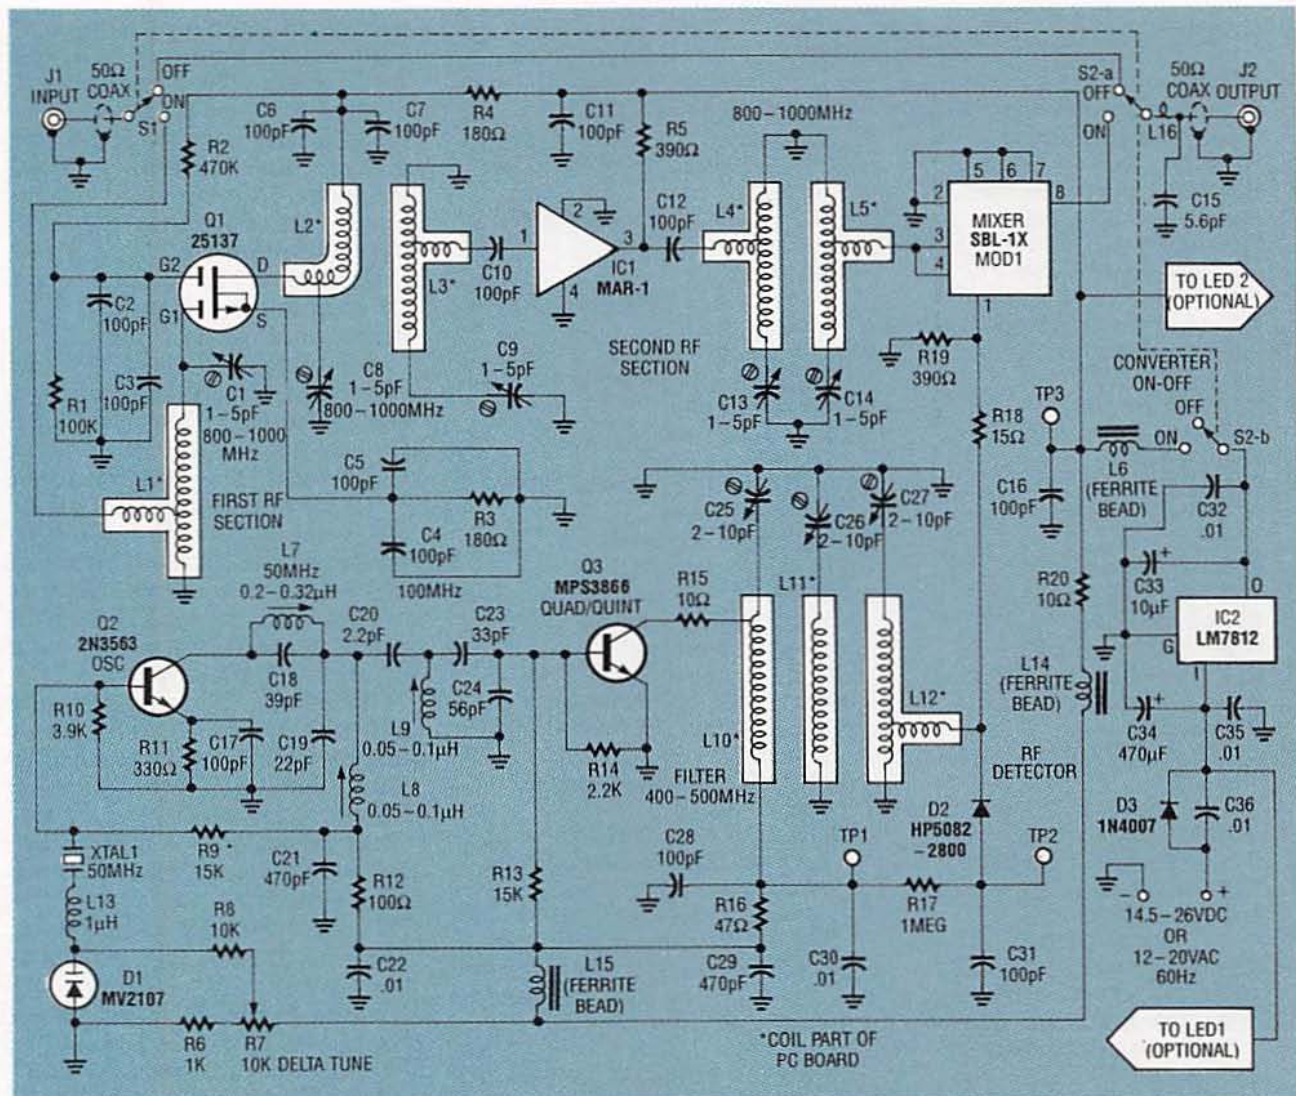 J1
INPUT
50Ω
COAX
OFF
ON
S1
C6
100pF
C7
100pF
R4
180Ω
C11
100pF
R5
390Ω
800–1000MHz
S2-a
OFF
ON
50Ω
COAX
J2
OUTPUT
L16
C15
5.6pF
R2
470K
Q1
25137
G2
D
G1
S
L2*
L3*
C10
100pF
1
2
3
4
IC1
MAR-1
C12
100pF
L4*
L5*
5
6
7
2
8
3
4
1
MIXER
SBL-1X
MOD1
TO LED 2
(OPTIONAL)
C2
100pF
C3
100pF
R1
100K
C1
1–5pF
800–1000
MHz
C8
1–5pF
800–1000MHz
C9
1–5pF
SECOND RF
SECTION
C13
1–5pF
C14
1–5pF
R19
390Ω
R18
15Ω
CONVERTER
ON-OFF
OFF
ON
S2-b
TP3
L6
(FERRITE
BEAD)
C16
100pF
C32
.01
L1*
FIRST RF
SECTION
C5
100pF
R3
180Ω
C4
100pF
100MHz
L7
50MHz
0.2–0.32µH
C25
2–10pF
C26
2–10pF
C27
2–10pF
C33
10µF
+
O
IC2
LM7812
G
I
R20
10Ω
Q2
2N3563
OSC
C18
39pF
C20
2.2pF
C23
33pF
Q3
MPS3866
QUAD/QUINT
R15
10Ω
L11*
L12*
L10*
L14
(FERRITE
BEAD)
C34
470µF
+
C35
.01
R10
3.9K
R11
330Ω
C17
100pF
C19
22pF
L9
0.05–0.1µH
C24
56pF
R14
2.2K
FILTER
400–500MHz
RF
DETECTOR
L8
0.05–0.1µH
D2
HP5082
-2800
D3
1N4007
C36
.01
XTAL1
50MHz
R9 *
15K
C21
470pF
R12
100Ω
R13
15K
C28
100pF
TP1
TP2
R16
47Ω
R17
1MEG
L13
1µH
R8
10K
–
+
14.5–26VDC
OR
12–20VAC
60Hz
D1
MV2107
C22
.01
L15
(FERRITE
BEAD)
C29
470pF
C30
.01
C31
100pF
R6
1K
R7
10K DELTA TUNE
*COIL PART OF
PC BOARD
TO LED1
(OPTIONAL)